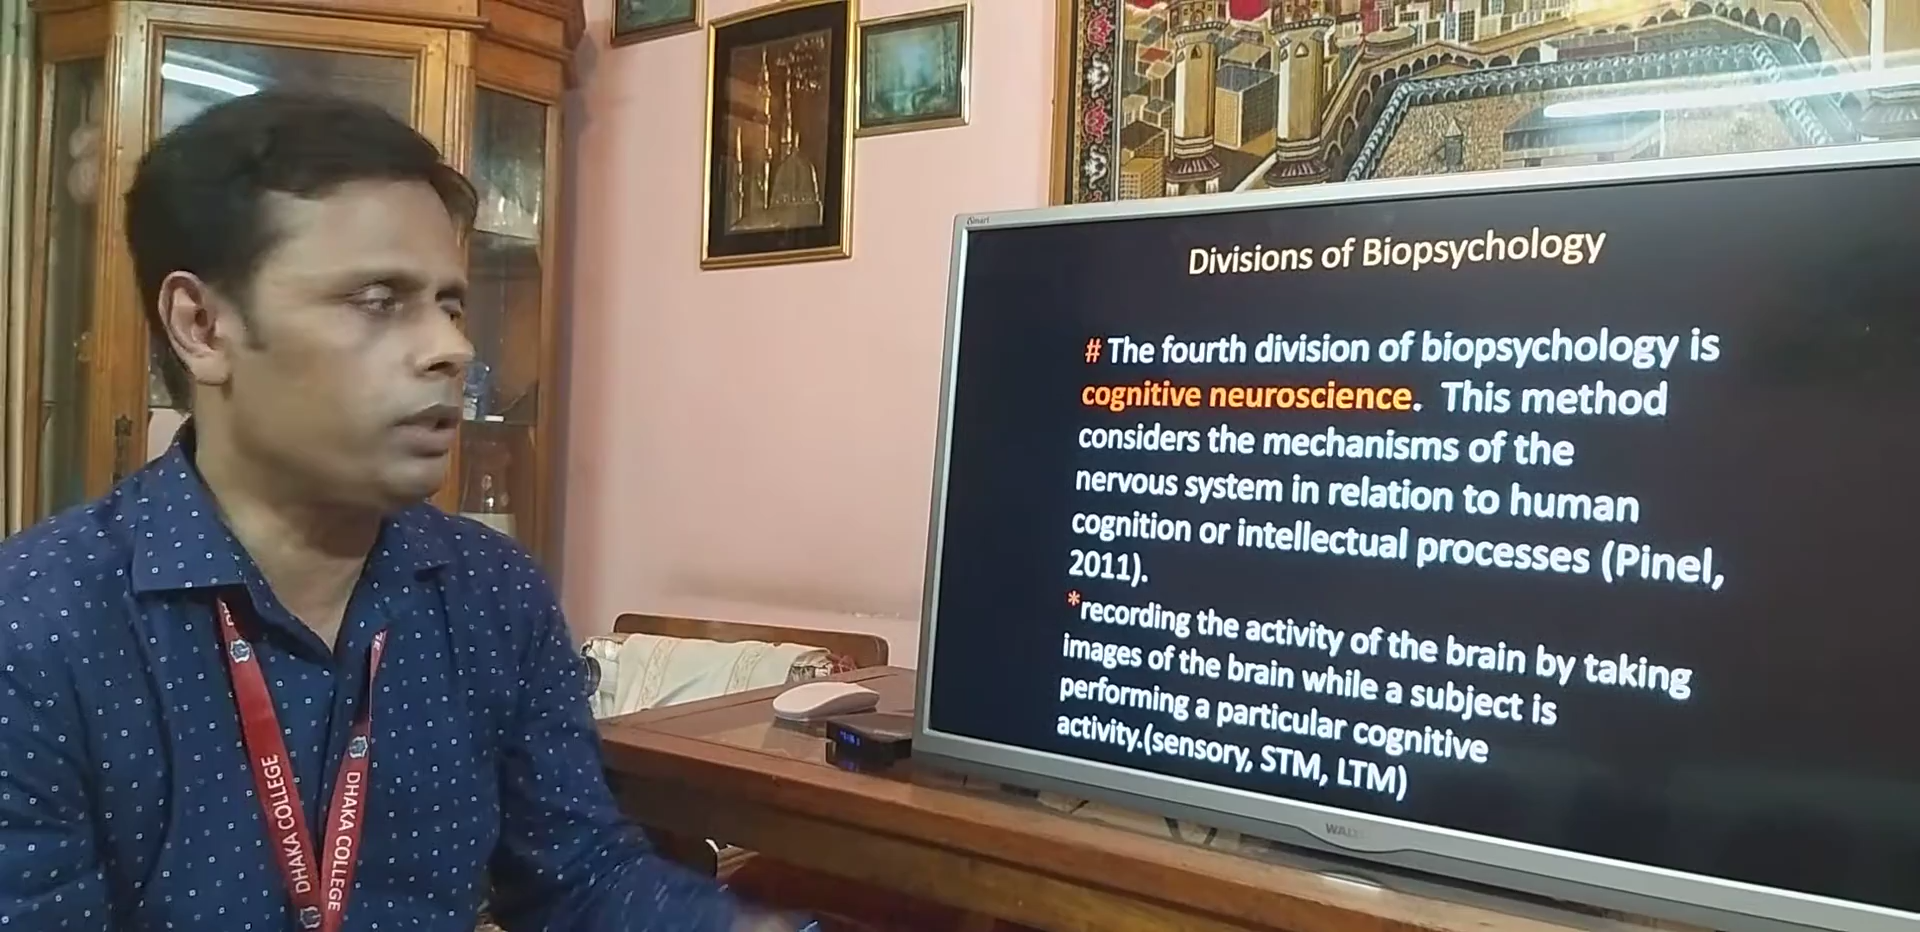 iSmart
Divisions of Biopsychology
# The fourth division of biopsychology is
cognitive neuroscience. This method
considers the mechanisms of the
nervous system in relation to human
cognition or intellectual processes (Pinel,
2011).
*recording the activity of the brain by taking
images of the brain while a subject is
performing a particular cognitive
activity.(sensory, STM, LTM)
DHAKA COLLEGE
DHAKA COLLEGE